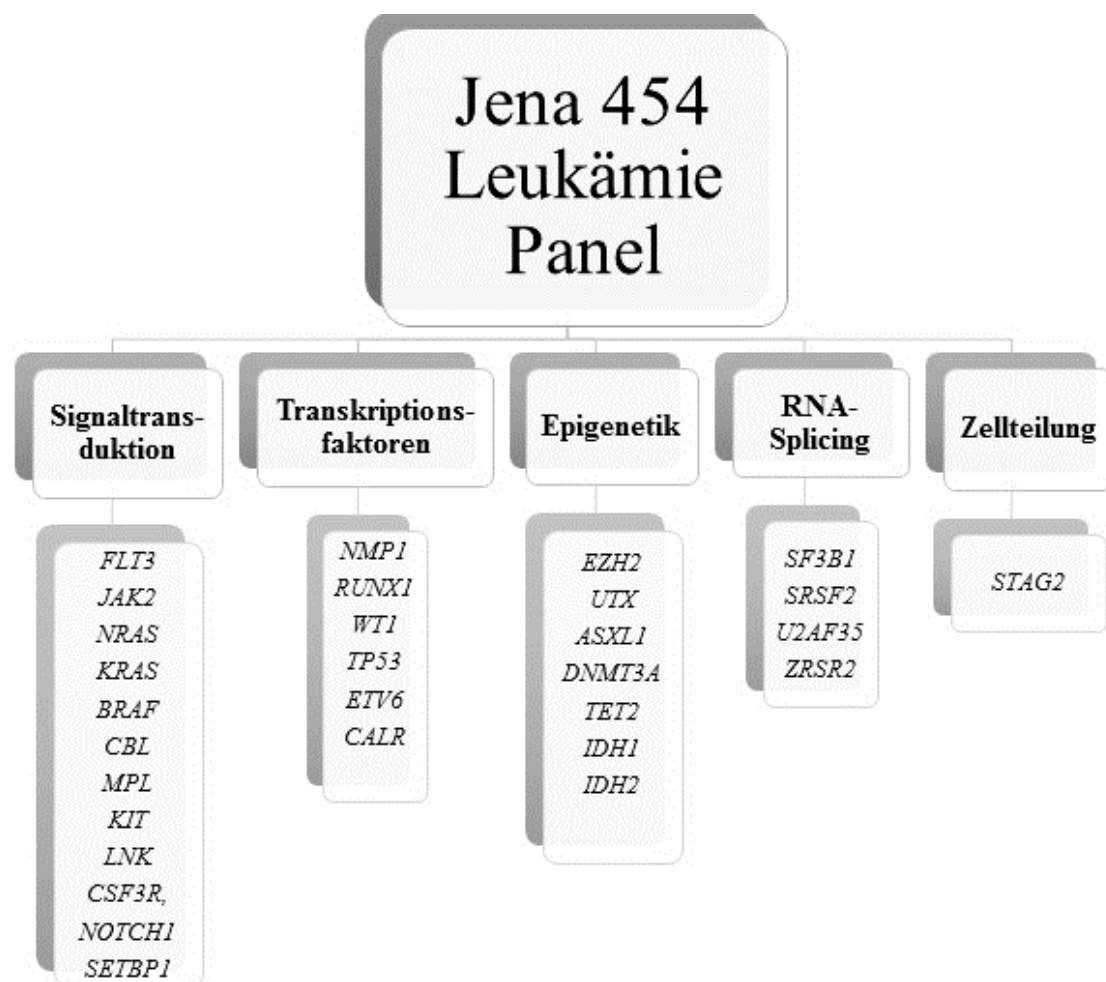 Jena 454
Leukämie
Panel
Signaltrans-
duktion
FLT3
JAK2
NRAS
KRAS
BRAF
CBL
MPL
KIT
LNK
CSF3R,
NOTCH1
SETBP1
Transkriptions-
faktoren
NMP1
RUNX1
WT1
TP53
ETV6
CALR
Epigenetik
EZH2
UTX
ASXL1
DNMT3A
TET2
IDH1
IDH2
RNA-
Splicing
SF3B1
SRSF2
U2AF35
ZRSR2
Zellteilung
STAG2